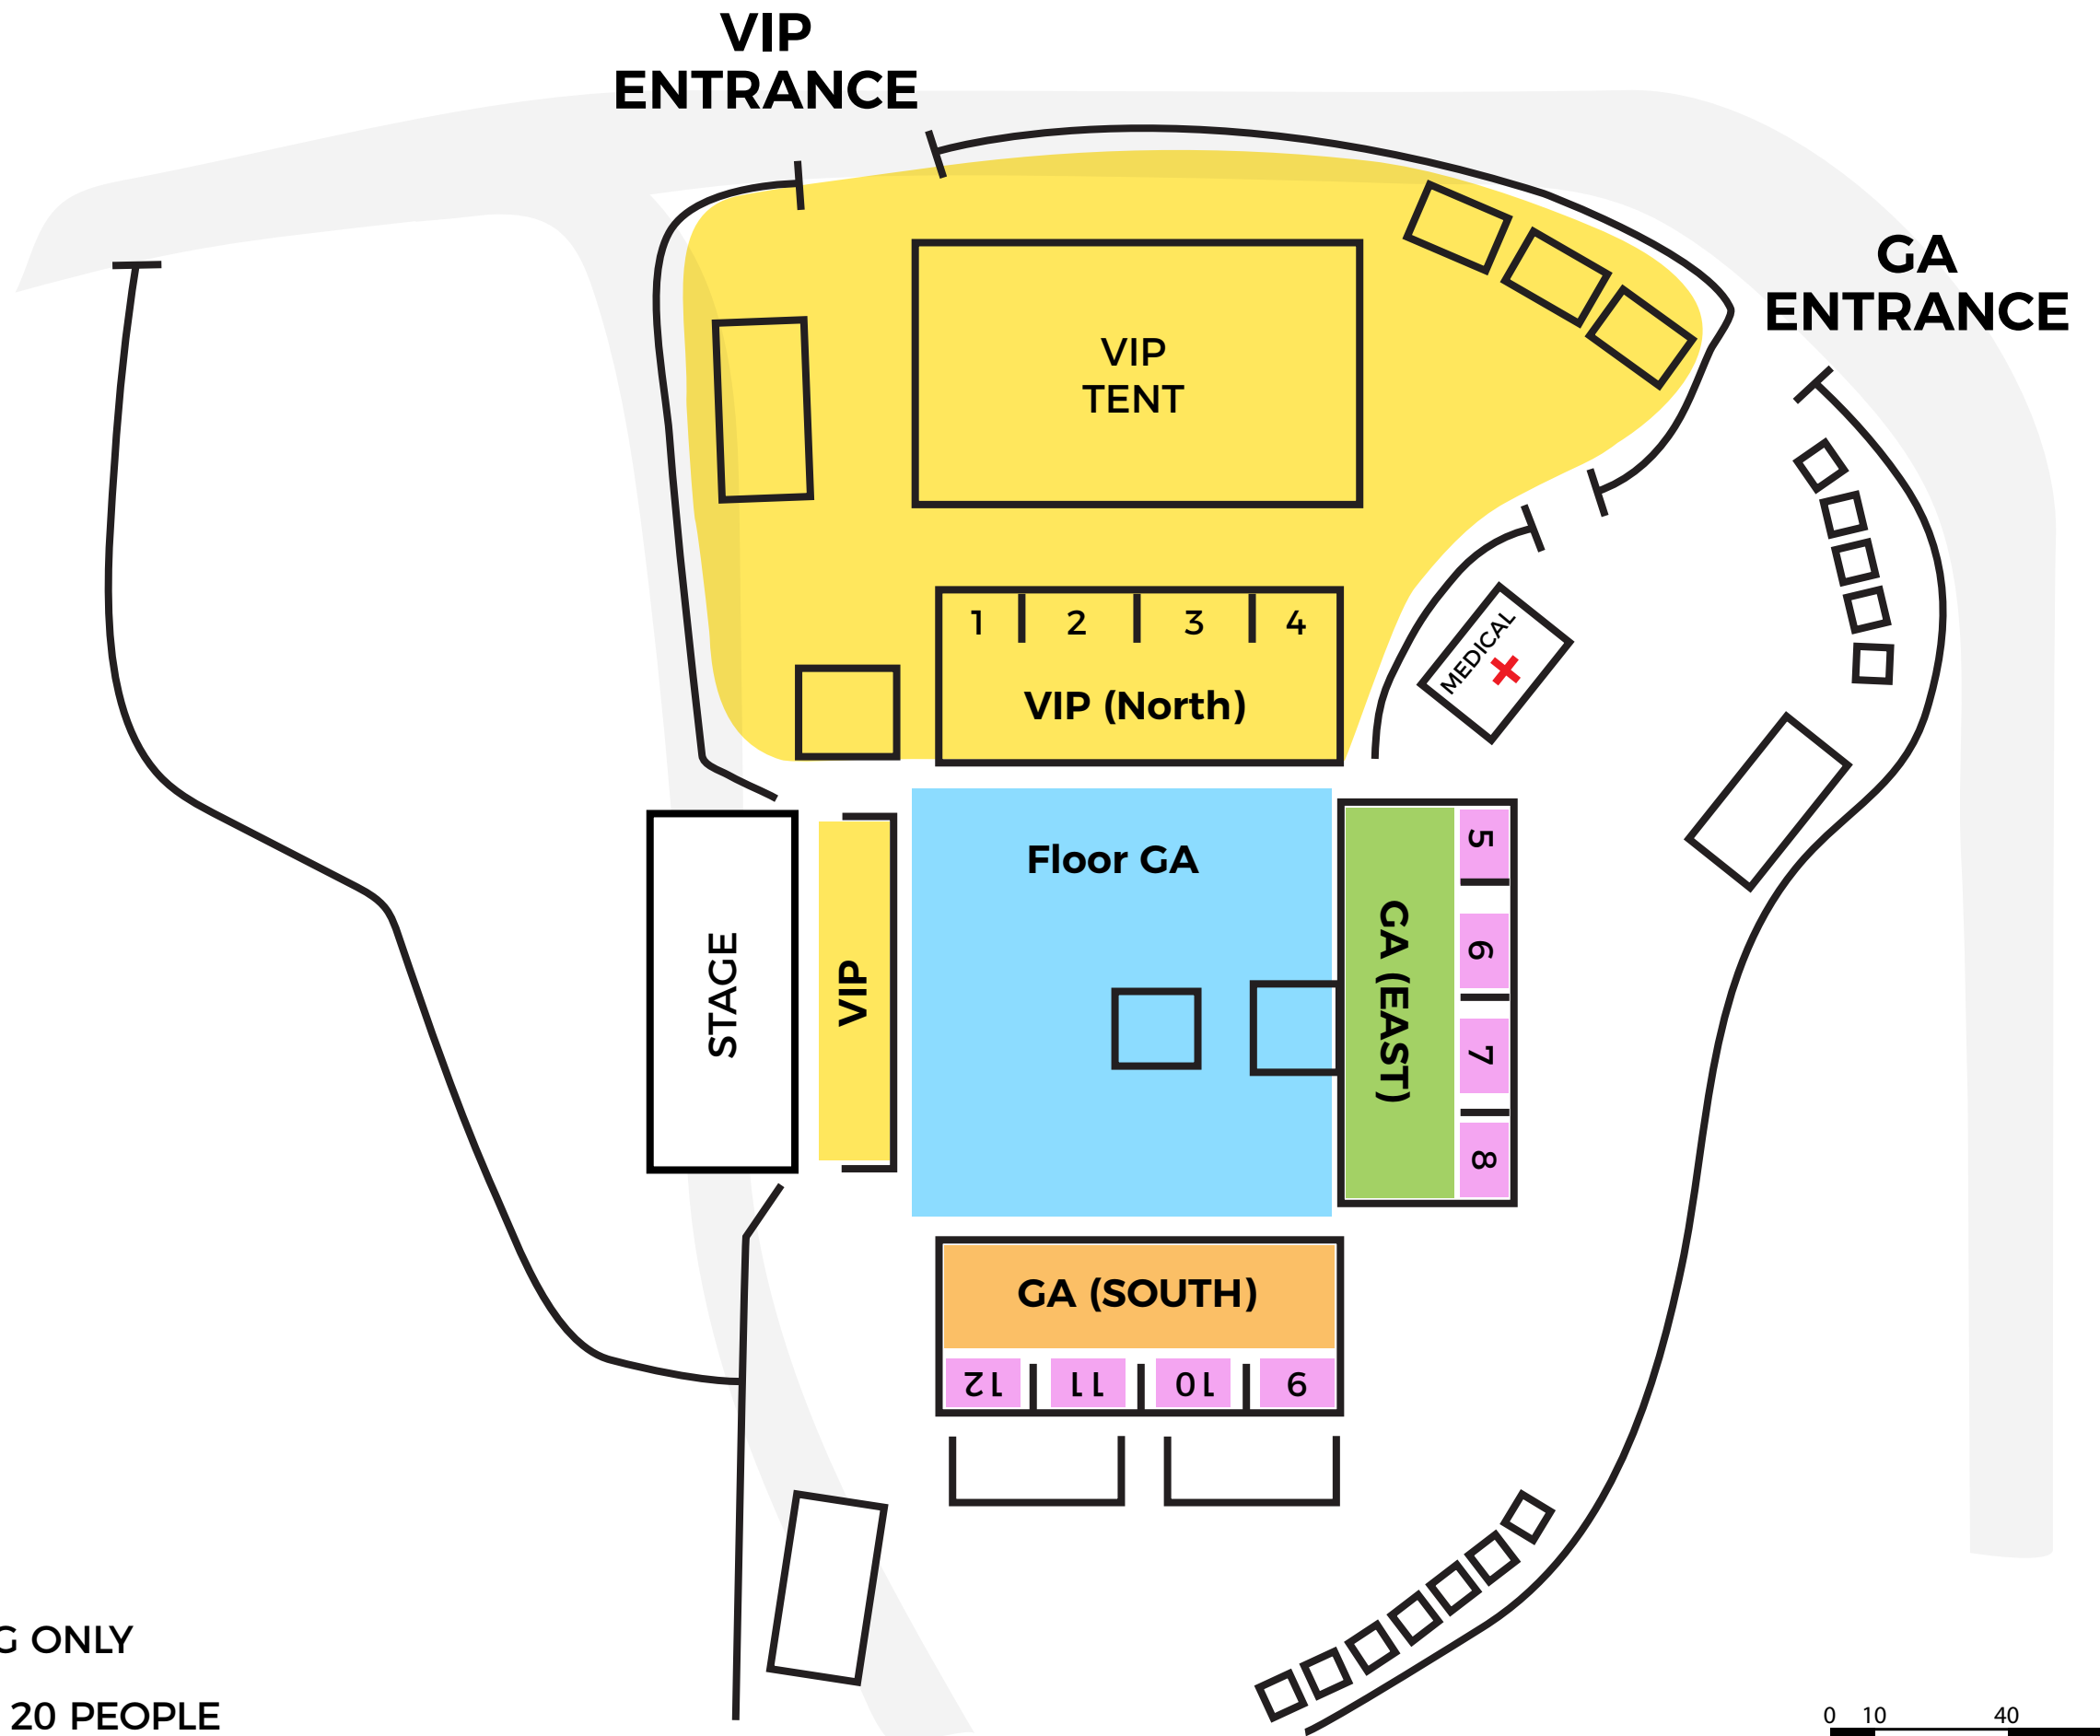 VIP
ENTRANCE
GA
ENTRANCE
VIP
TENT
1 2 3 4
VIP (North)
MEDICAL
Floor GA
STAGE
VIP
GA (EAST)
5
6
7
8
GA (SOUTH)
12 11 10 9
G ONLY
20 PEOPLE
0 10 40